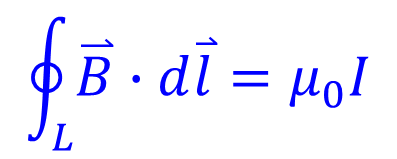 ∮_L B⃗ · dl⃗ = μ₀I